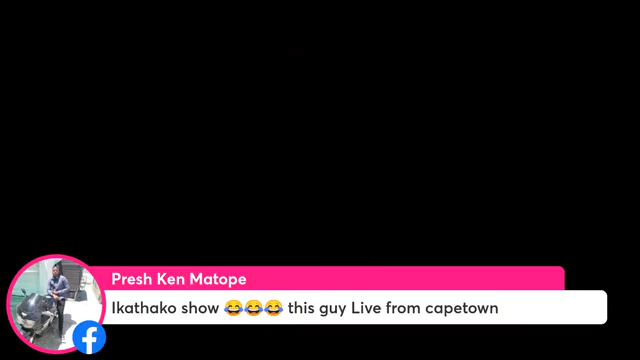 Presh Ken Matope
Ikathako show 😂😂😂 this guy Live from capetown